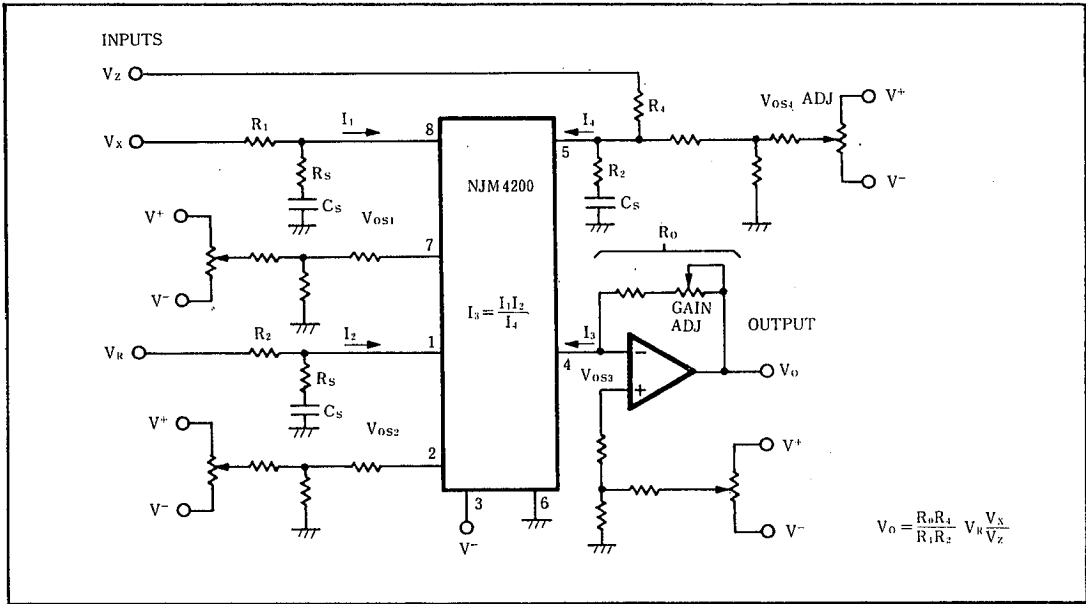 INPUTS
Vz
R4
VOS4 ADJ
V+
Vx
R1
I1
8
I4
5
RS
CS
NJM4200
R2
CS
V-
V+
VOS1
7
R0
V-
I3=I1I2/I4
GAIN
ADJ
OUTPUT
VR
R2
I2
1
I3
4
VOS3
−
+
Vo
RS
CS
V+
VOS2
2
V+
V-
3
6
V-
V-
Vo=R0R4/R1R2 VR Vx/Vz